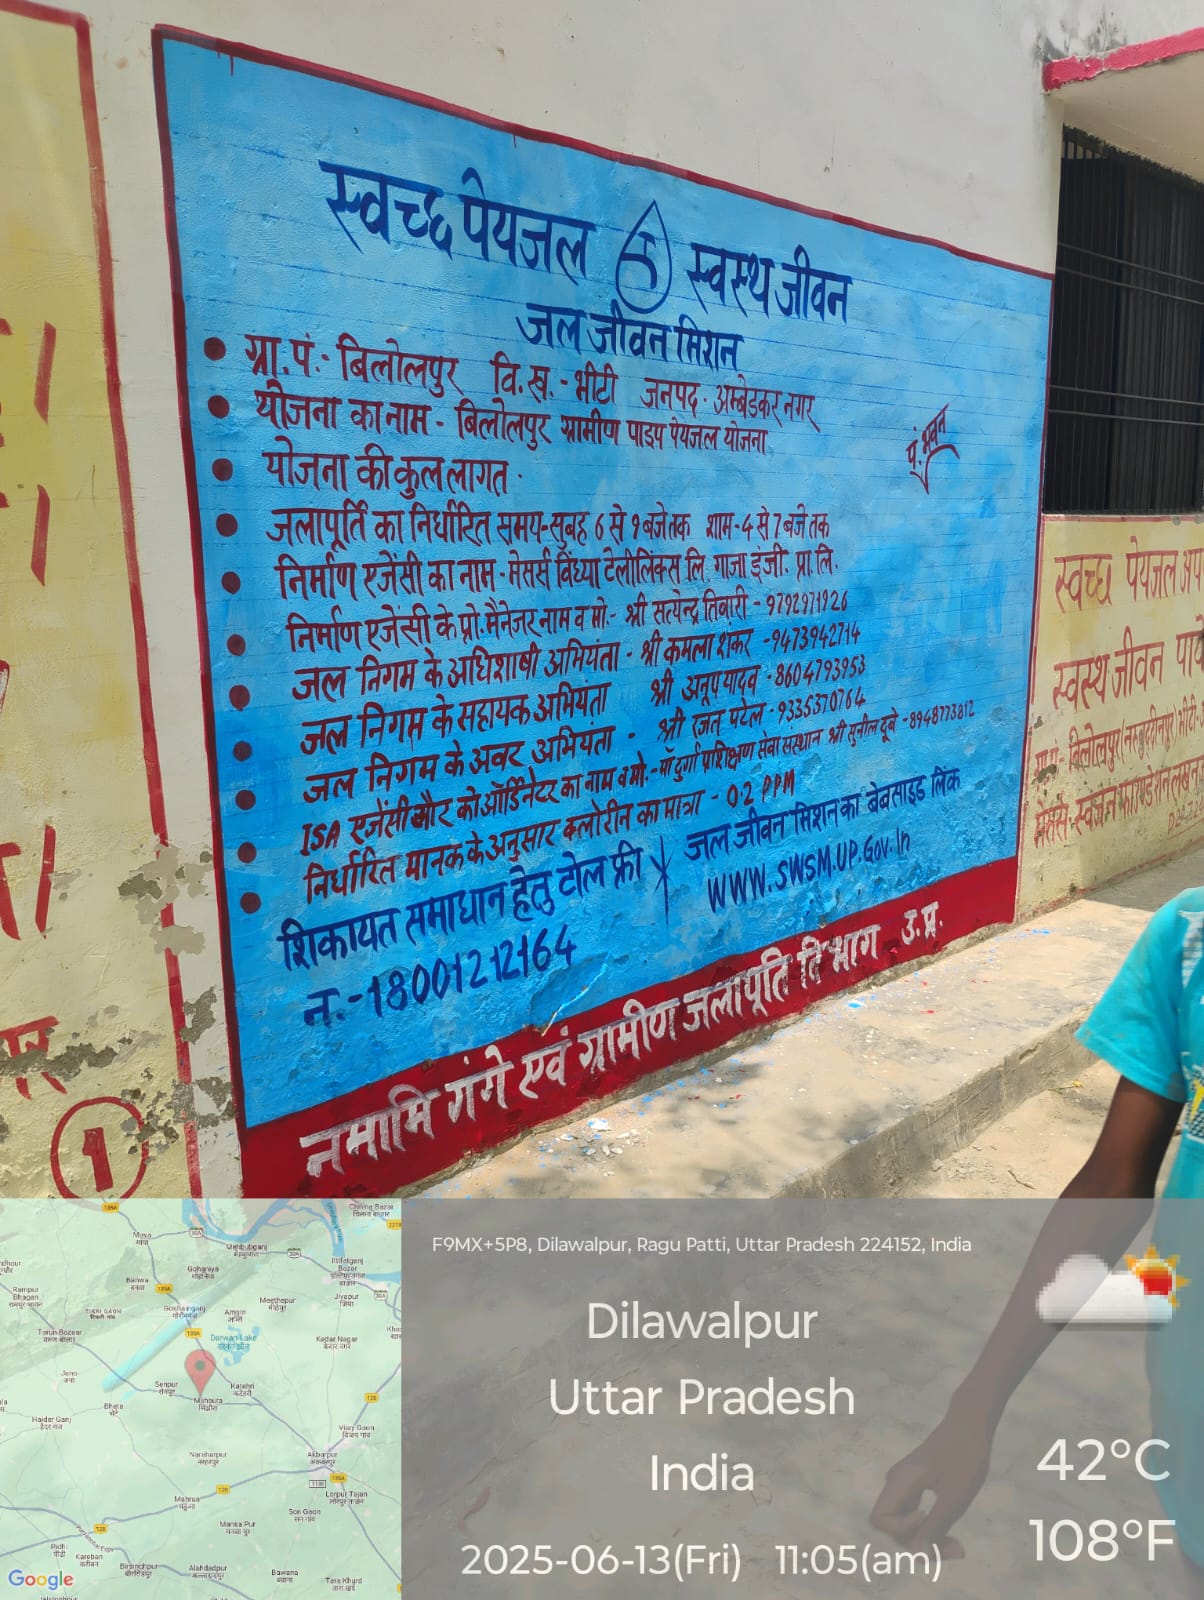 स्वच्छ पेयजल स्वस्थ जीवन
जल जीवन मिशन
ग्रा.पं.- बिलोलपुर वि.ख.- भीटी जनपद- अम्बेडकर नगर
योजना का नाम - बिलोलपुर ग्रामीण पाइप पेयजल योजना
पं. भवन
योजना की कुल लागत-
जलापूर्ति का निर्धारित समय-सुबह 6 से 9 बजे तक शाम-4 से 7 बजे तक
निर्माण एजेंसी का नाम- मेसर्स विंध्या टेलीलिंक्स लि. गाजा इंजी. प्रा. लि.
निर्माण एजेंसी के प्रो. मैनेजर नाम व मो.- श्री सत्येन्द्र तिवारी - 9792971926
जल निगम के अधिशाषी अभियंता - श्री कमला शंकर - 9473942714
जल निगम के सहायक अभियंता श्री अनूप यादव - 8604793953
जल निगम के अवर अभियंता - श्री रजत पटेल - 9335370764
ISA एजेंसी और कोऑर्डिनेटर का नाम व मो.- माँ दुर्गा प्रशिक्षण सेवा संस्थान श्री सुनील दूबे - 8948773812
निर्धारित मानक के अनुसार क्लोरीन का मात्रा - 0.2 PPM
शिकायत समाधान हेतु टोल फ्री
न.- 18001212164
जल जीवन मिशन का बेबसाइड लिंक
WWW.SWSM.UP.Gov.In
नमामि गंगे एवं ग्रामीण जलापूर्ति विभाग उ.प्र.
स्वच्छ पेयजल
स्वस्थ जीवन
1
F9MX+5P8, Dilawalpur, Ragu Patti, Uttar Pradesh 224152, India
Dilawalpur
Uttar Pradesh
India
2025-06-13(Fri) 11:05(am)
42°C
108°F
Google